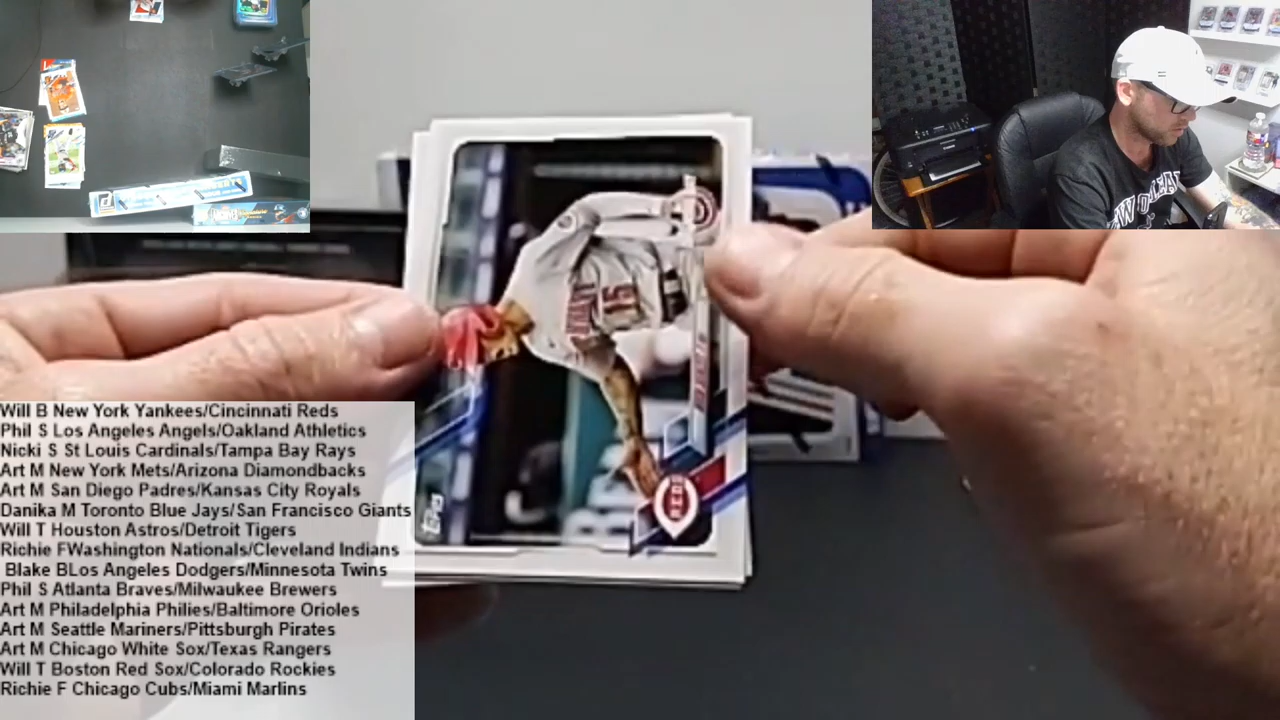 Will B New York Yankees/Cincinnati Reds
Phil S Los Angeles Angels/Oakland Athletics
Nicki S St Louis Cardinals/Tampa Bay Rays
Art M New York Mets/Arizona Diamondbacks
Art M San Diego Padres/Kansas City Royals
Danika M Toronto Blue Jays/San Francisco Giants
Will T Houston Astros/Detroit Tigers
Richie FWashington Nationals/Cleveland Indians
Blake BLos Angeles Dodgers/Minnesota Twins
Phil S Atlanta Braves/Milwaukee Brewers
Art M Philadelphia Philies/Baltimore Orioles
Art M Seattle Mariners/Pittsburgh Pirates
Art M Chicago White Sox/Texas Rangers
Will T Boston Red Sox/Colorado Rockies
Richie F Chicago Cubs/Miami Marlins
topps
REDS